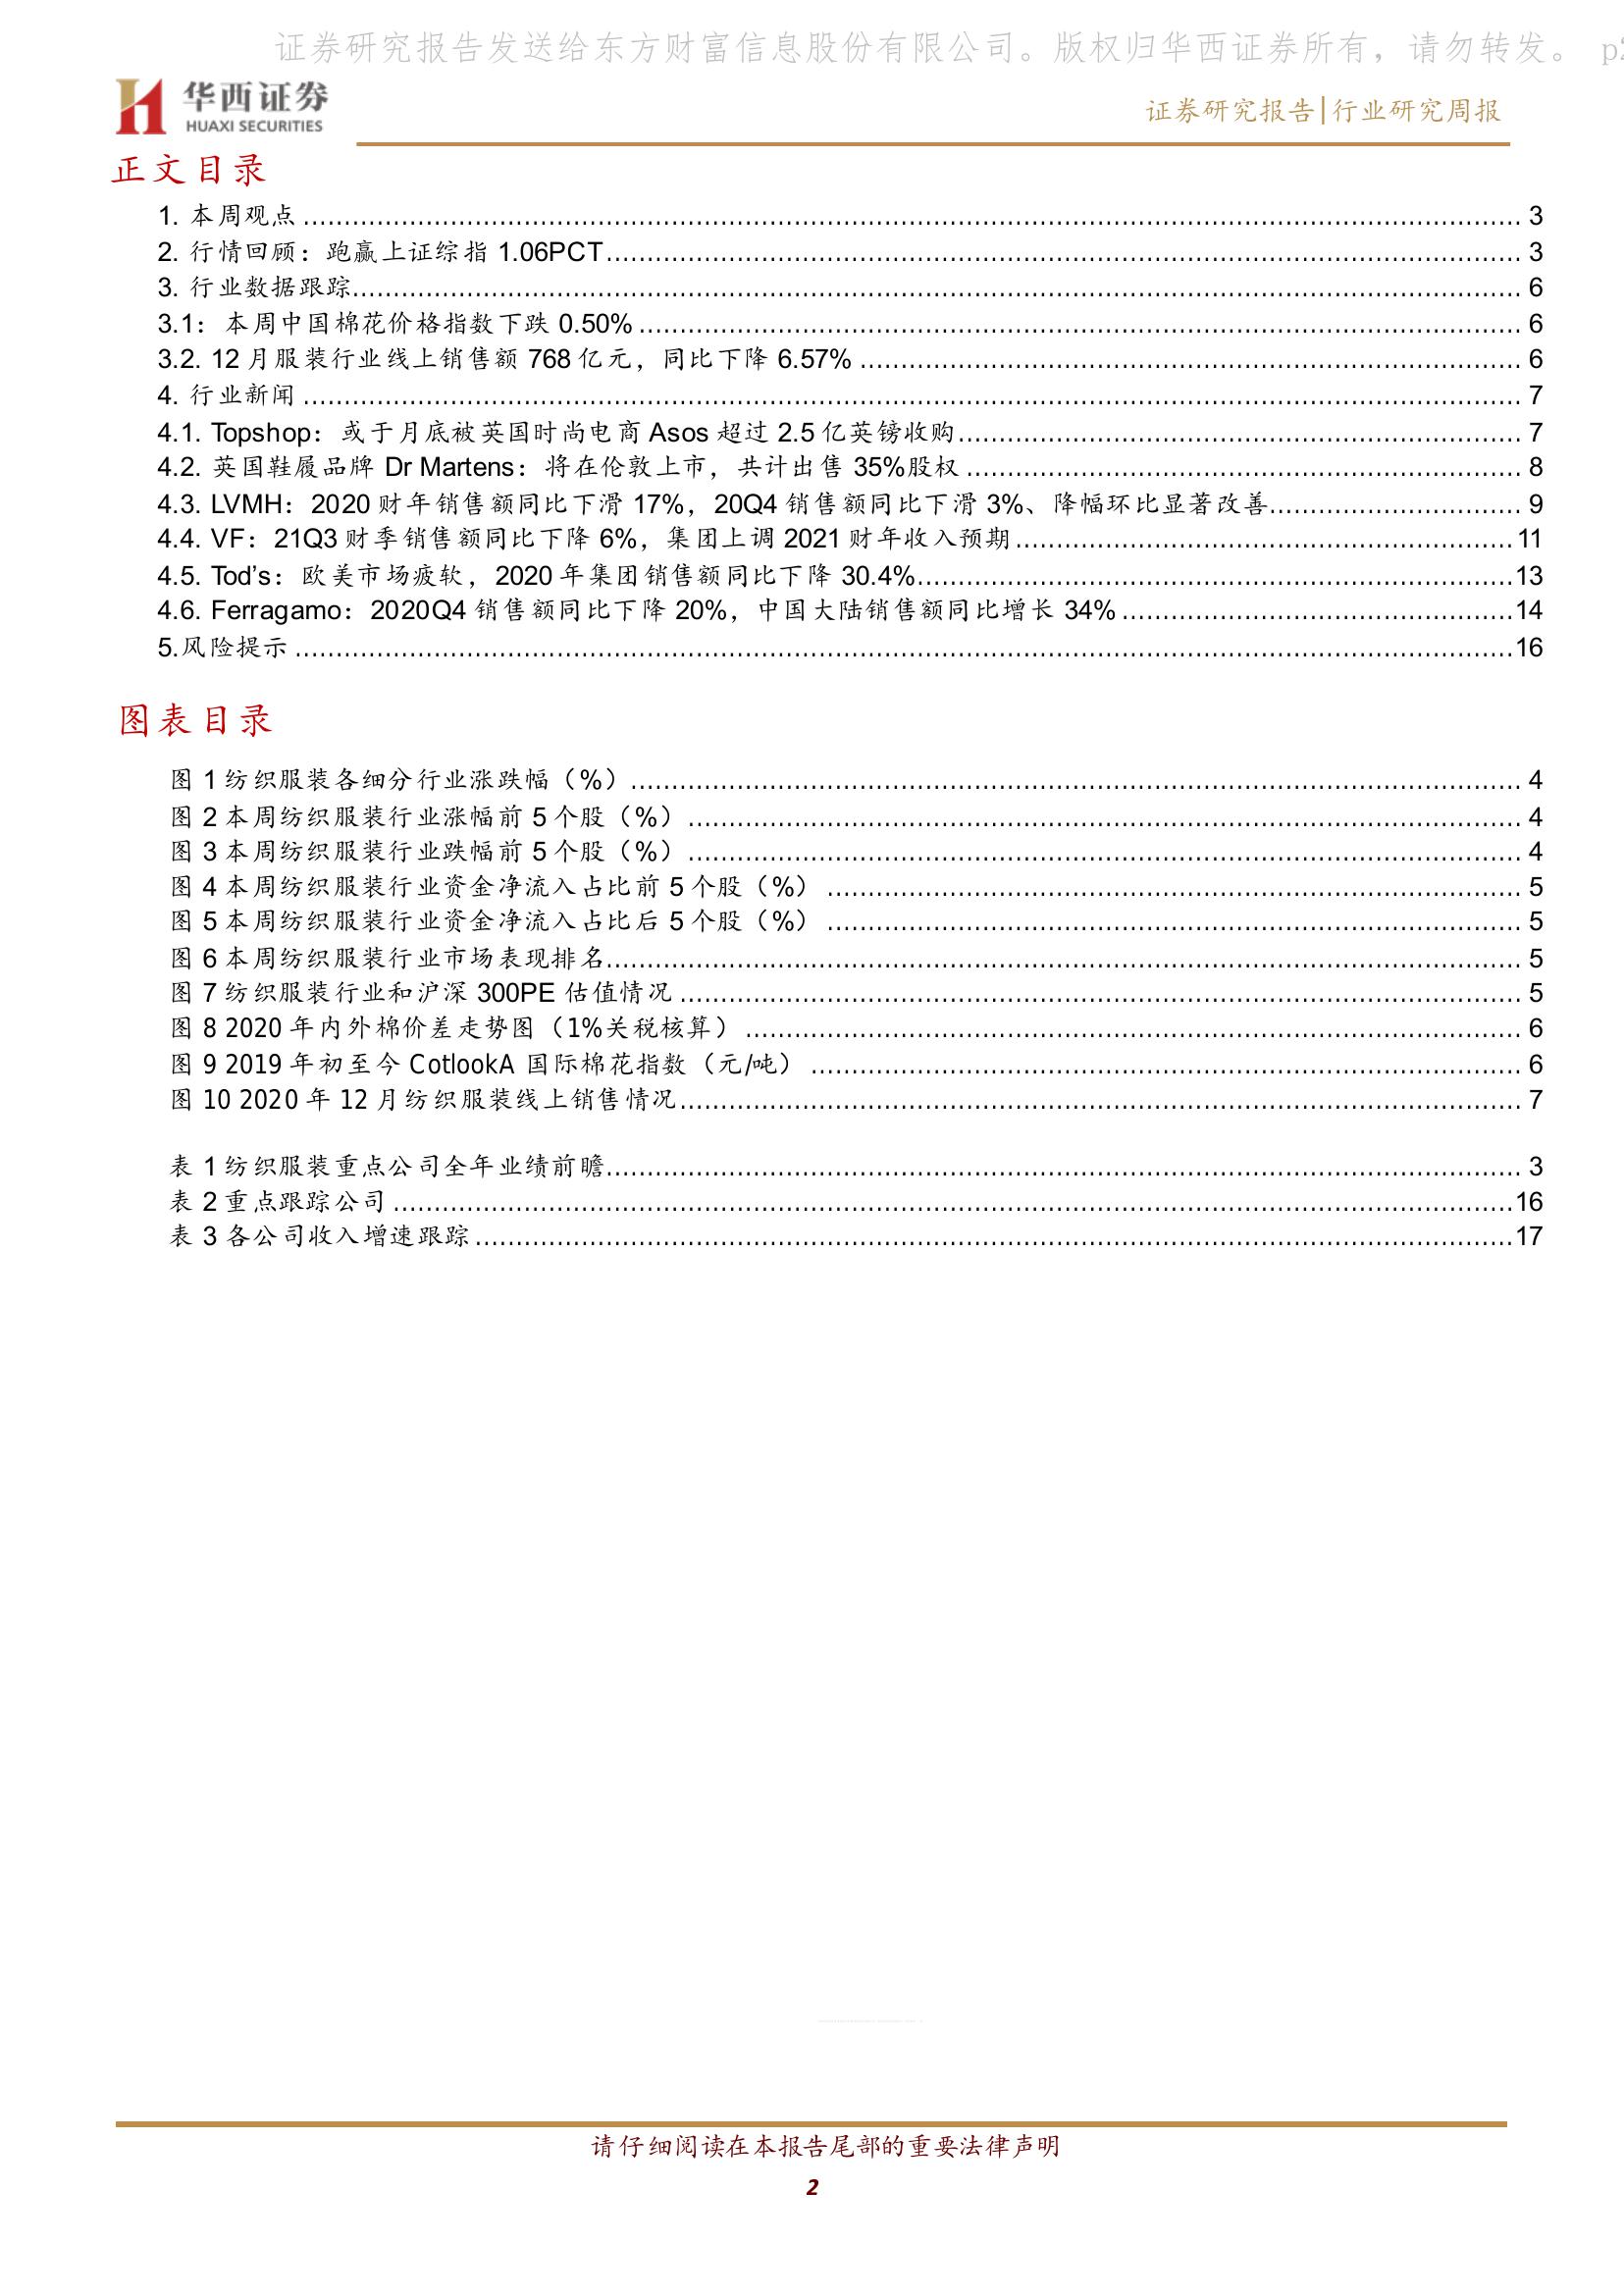 证券研究报告发送给东方财富信息股份有限公司。版权归华西证券所有，请勿转发。 p2
华西证券
HUAXI SECURITIES
证券研究报告|行业研究周报
正文目录
1. 本周观点 ........ 3
2. 行情回顾：跑赢上证综指 1.06PCT ........ 3
3. 行业数据跟踪 ........ 6
3.1：本周中国棉花价格指数下跌 0.50% ........ 6
3.2. 12 月服装行业线上销售额 768 亿元，同比下降 6.57% ........ 6
4. 行业新闻 ........ 7
4.1. Topshop：或于月底被英国时尚电商 Asos 超过 2.5 亿英镑收购 ........ 7
4.2. 英国鞋履品牌 Dr Martens：将在伦敦上市，共计出售 35%股权 ........ 8
4.3. LVMH：2020 财年销售额同比下滑 17%，20Q4 销售额同比下滑 3%、降幅环比显著改善 ........ 9
4.4. VF：21Q3 财季销售额同比下降 6%，集团上调 2021 财年收入预期 ........ 11
4.5. Tod’s：欧美市场疲软，2020 年集团销售额同比下降 30.4% ........ 13
4.6. Ferragamo：2020Q4 销售额同比下降 20%，中国大陆销售额同比增长 34% ........ 14
5.风险提示 ........ 16
图表目录
图 1 纺织服装各细分行业涨跌幅（%） ........ 4
图 2 本周纺织服装行业涨幅前 5 个股（%） ........ 4
图 3 本周纺织服装行业跌幅前 5 个股（%） ........ 4
图 4 本周纺织服装行业资金净流入占比前 5 个股（%） ........ 5
图 5 本周纺织服装行业资金净流入占比后 5 个股（%） ........ 5
图 6 本周纺织服装行业市场表现排名 ........ 5
图 7 纺织服装行业和沪深 300PE 估值情况 ........ 5
图 8 2020 年内外棉价差走势图（1%关税核算） ........ 6
图 9 2019 年初至今 CotlookA 国际棉花指数（元/吨） ........ 6
图 10 2020 年 12 月纺织服装线上销售情况 ........ 7
表 1 纺织服装重点公司全年业绩前瞻 ........ 3
表 2 重点跟踪公司 ........ 16
表 3 各公司收入增速跟踪 ........ 17
请仔细阅读在本报告尾部的重要法律声明
2